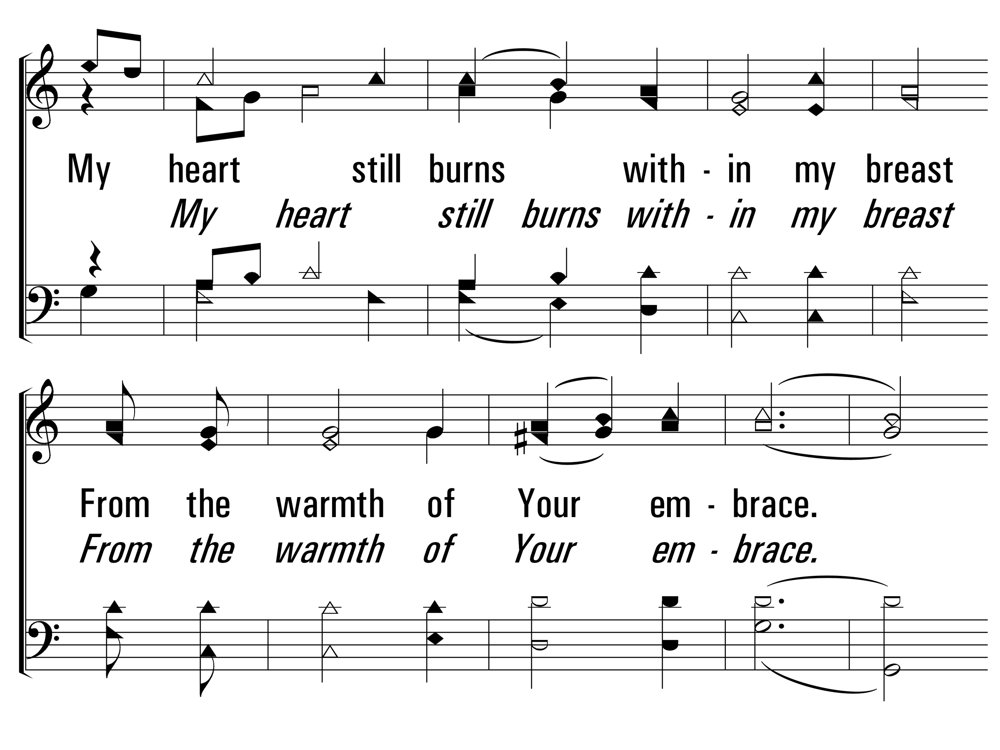 My heart still burns with - in my breast
My heart still burns with - in my breast
From the warmth of Your em - brace.
From the warmth of Your em - brace.